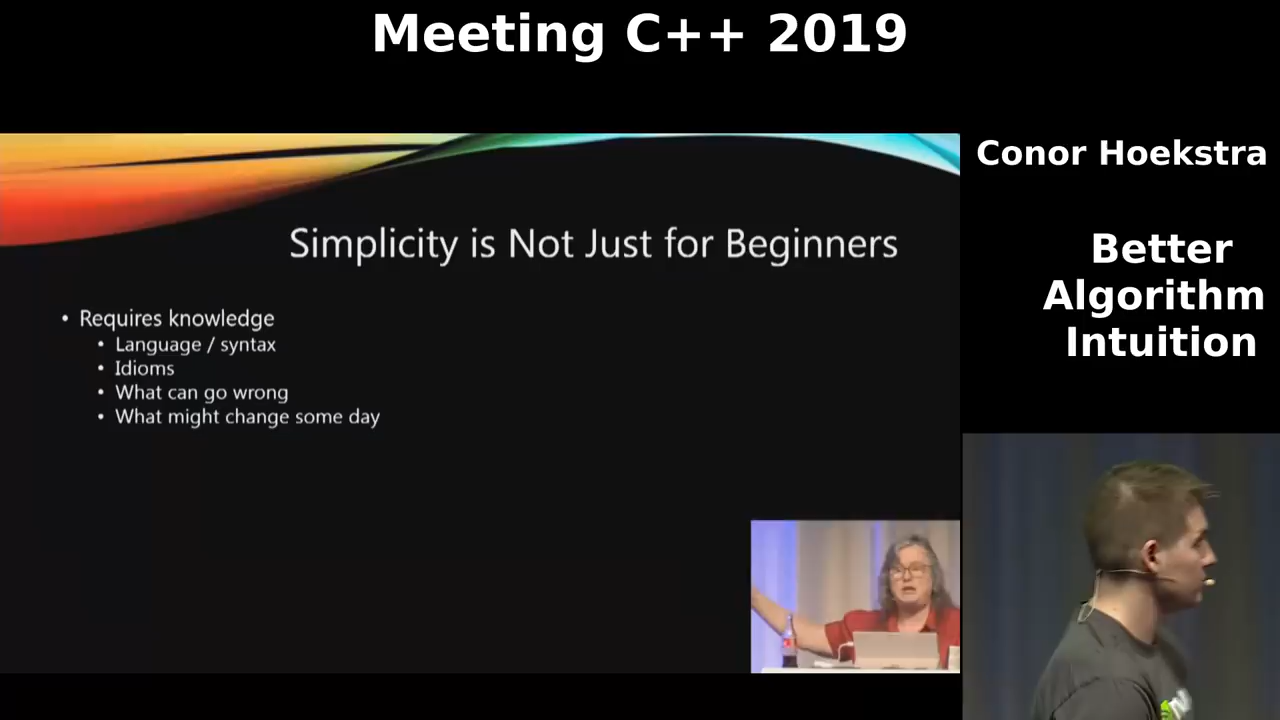 Meeting C++ 2019
Conor Hoekstra
Better
Algorithm
Intuition
Simplicity is Not Just for Beginners
• Requires knowledge
• Language / syntax
• Idioms
• What can go wrong
• What might change some day